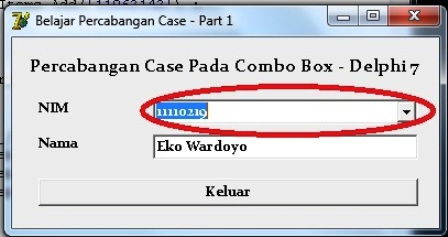 Belajar Percabangan Case - Part 1
Percabangan Case Pada Combo Box - Delphi 7
NIM
11110219
Nama
Eko Wardoyo
Keluar